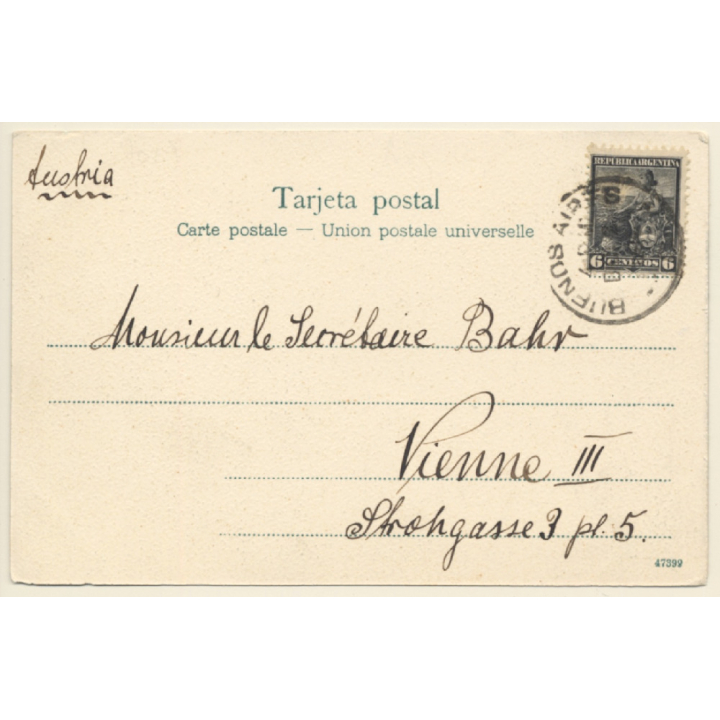 Austria
REPUBLICA ARGENTINA
6 CENTAVOS 6
BUENOS AIRES
Tarjeta postal
Carte postale — Union postale universelle
Monsieur le Secrétaire Bahr
Vienne III
Strohgasse 3 pl. 5.
47399